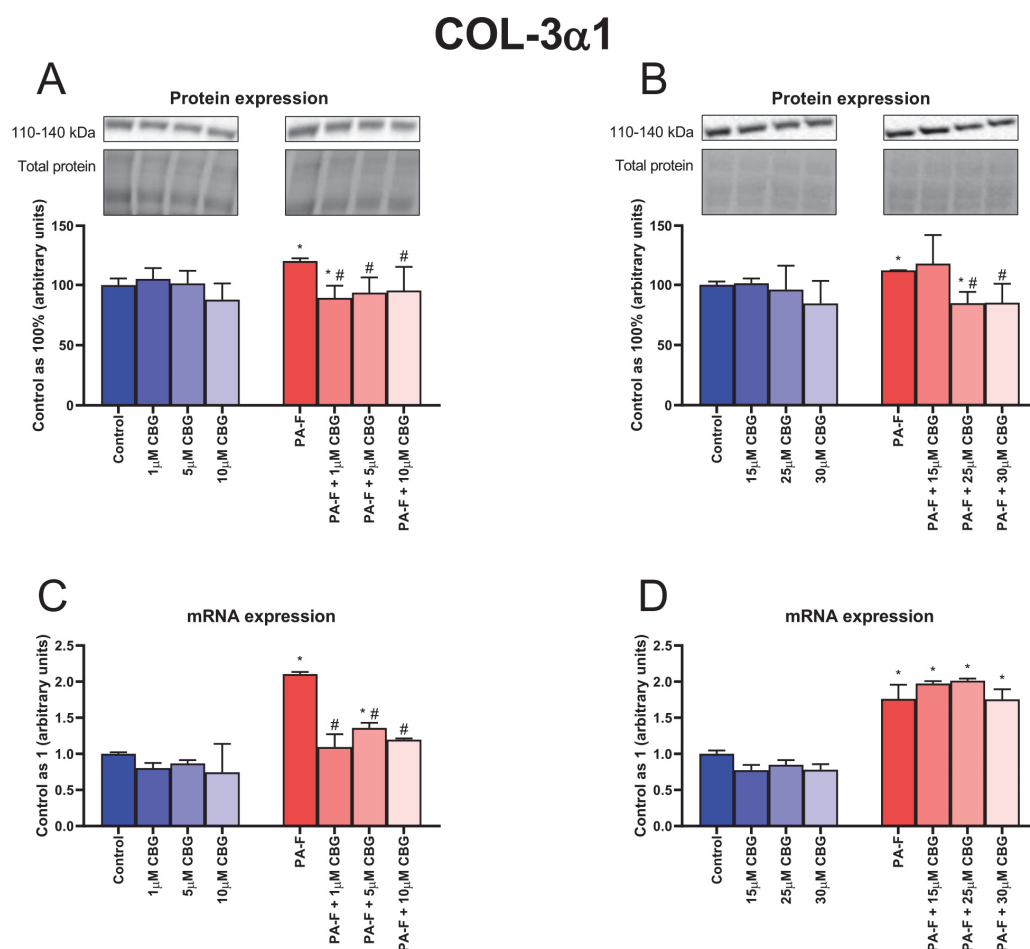 COL-3α1
A
Protein expression
110-140 kDa
Total protein
Control as 100% (arbitrary units)
150
100
50
0
*
* #
#
#
Control
1μM CBG
5μM CBG
10μM CBG
PA-F
PA-F + 1μM CBG
PA-F + 5μM CBG
PA-F + 10μM CBG
B
Protein expression
110-140 kDa
Total protein
Control as 100% (arbitrary units)
150
100
50
0
*
* #
#
Control
15μM CBG
25μM CBG
30μM CBG
PA-F
PA-F + 15μM CBG
PA-F + 25μM CBG
PA-F + 30μM CBG
C
mRNA expression
Control as 1 (arbitrary units)
2.5
2.0
1.5
1.0
0.5
0.0
*
#
* #
#
Control
1μM CBG
5μM CBG
10μM CBG
PA-F
PA-F + 1μM CBG
PA-F + 5μM CBG
PA-F + 10μM CBG
D
mRNA expression
Control as 1 (arbitrary units)
2.5
2.0
1.5
1.0
0.5
0.0
*
*
*
*
Control
15μM CBG
25μM CBG
30μM CBG
PA-F
PA-F + 15μM CBG
PA-F + 25μM CBG
PA-F + 30μM CBG